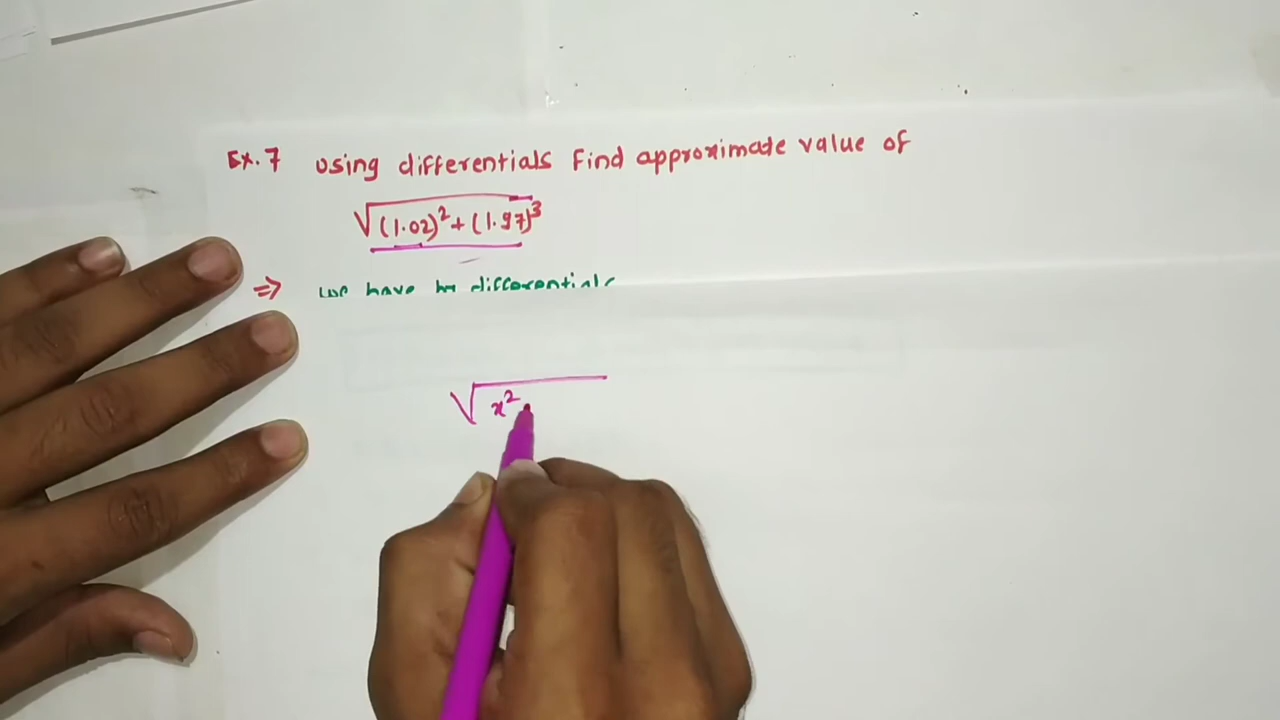 Ex. 7 using differentials Find approximate value of
√(1.02)² + (1.97)³
⇒ we have by differentials
√x²